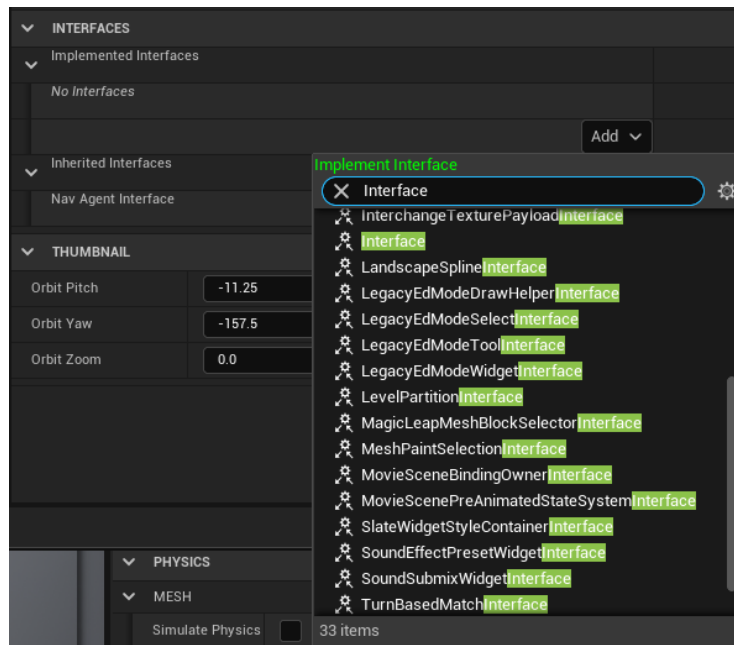 INTERFACES
Implemented Interfaces
No Interfaces
Add
Inherited Interfaces
Nav Agent Interface
THUMBNAIL
Orbit Pitch
-11.25
Orbit Yaw
-157.5
Orbit Zoom
0.0
Implement Interface
Interface
InterchangeTexturePayloadInterface
Interface
LandscapeSplineInterface
LegacyEdModeDrawHelperInterface
LegacyEdModeSelectInterface
LegacyEdModeToolInterface
LegacyEdModeWidgetInterface
LevelPartitionInterface
MagicLeapMeshBlockSelectorInterface
MeshPaintSelectionInterface
MovieSceneBindingOwnerInterface
MovieScenePreAnimatedStateSystemInterface
SlateWidgetStyleContainerInterface
SoundEffectPresetWidgetInterface
SoundSubmixWidgetInterface
TurnBasedMatchInterface
33 items
PHYSICS
MESH
Simulate Physics